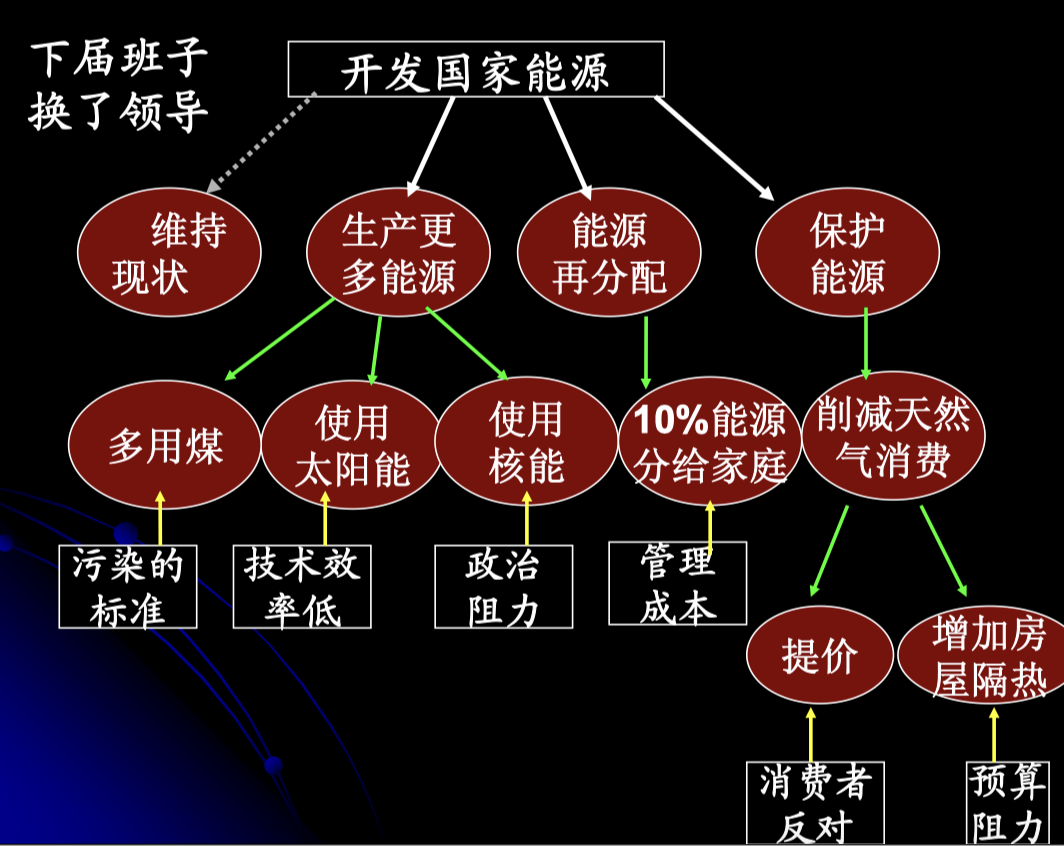 下届班子
换了领导
开发国家能源
维持
现状
生产更
多能源
能源
再分配
保护
能源
多用煤
使用
太阳能
使用
核能
10%能源
分给家庭
削减天然
气消费
污染的
标准
技术效
率低
政治
阻力
管理
成本
提价
增加房
屋隔热
消费者
反对
预算
阻力